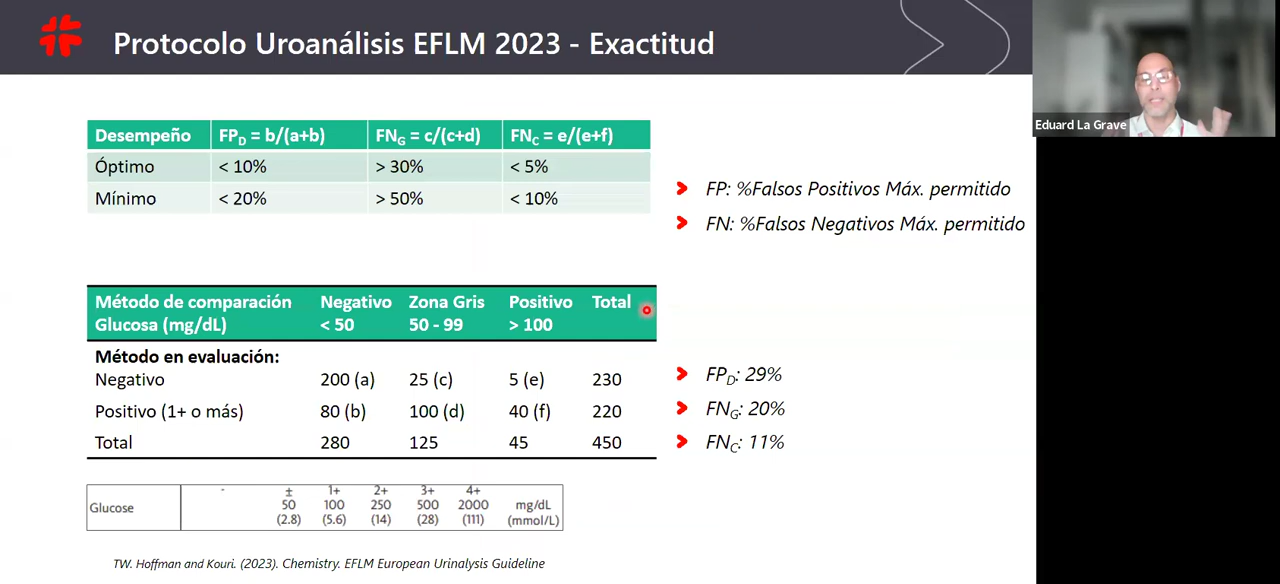 Protocolo Uroanálisis EFLM 2023 - Exactitud
Eduard La Grave
Desempeño FPD = b/(a+b) FNG = c/(c+d) FNC = e/(e+f)
Óptimo < 10% > 30% < 5%
Mínimo < 20% > 50% < 10%
FP: %Falsos Positivos Máx. permitido
FN: %Falsos Negativos Máx. permitido
Método de comparación Negativo Zona Gris Positivo Total
Glucosa (mg/dL) < 50 50 - 99 > 100
Método en evaluación:
Negativo 200 (a) 25 (c) 5 (e) 230
Positivo (1+ o más) 80 (b) 100 (d) 40 (f) 220
Total 280 125 45 450
FPD: 29%
FNG: 20%
FNC: 11%
- ± 1+ 2+ 3+ 4+
Glucose 50 100 250 500 2000 mg/dL
(2.8) (5.6) (14) (28) (111) (mmol/L)
TW. Hoffman and Kouri. (2023). Chemistry. EFLM European Urinalysis Guideline